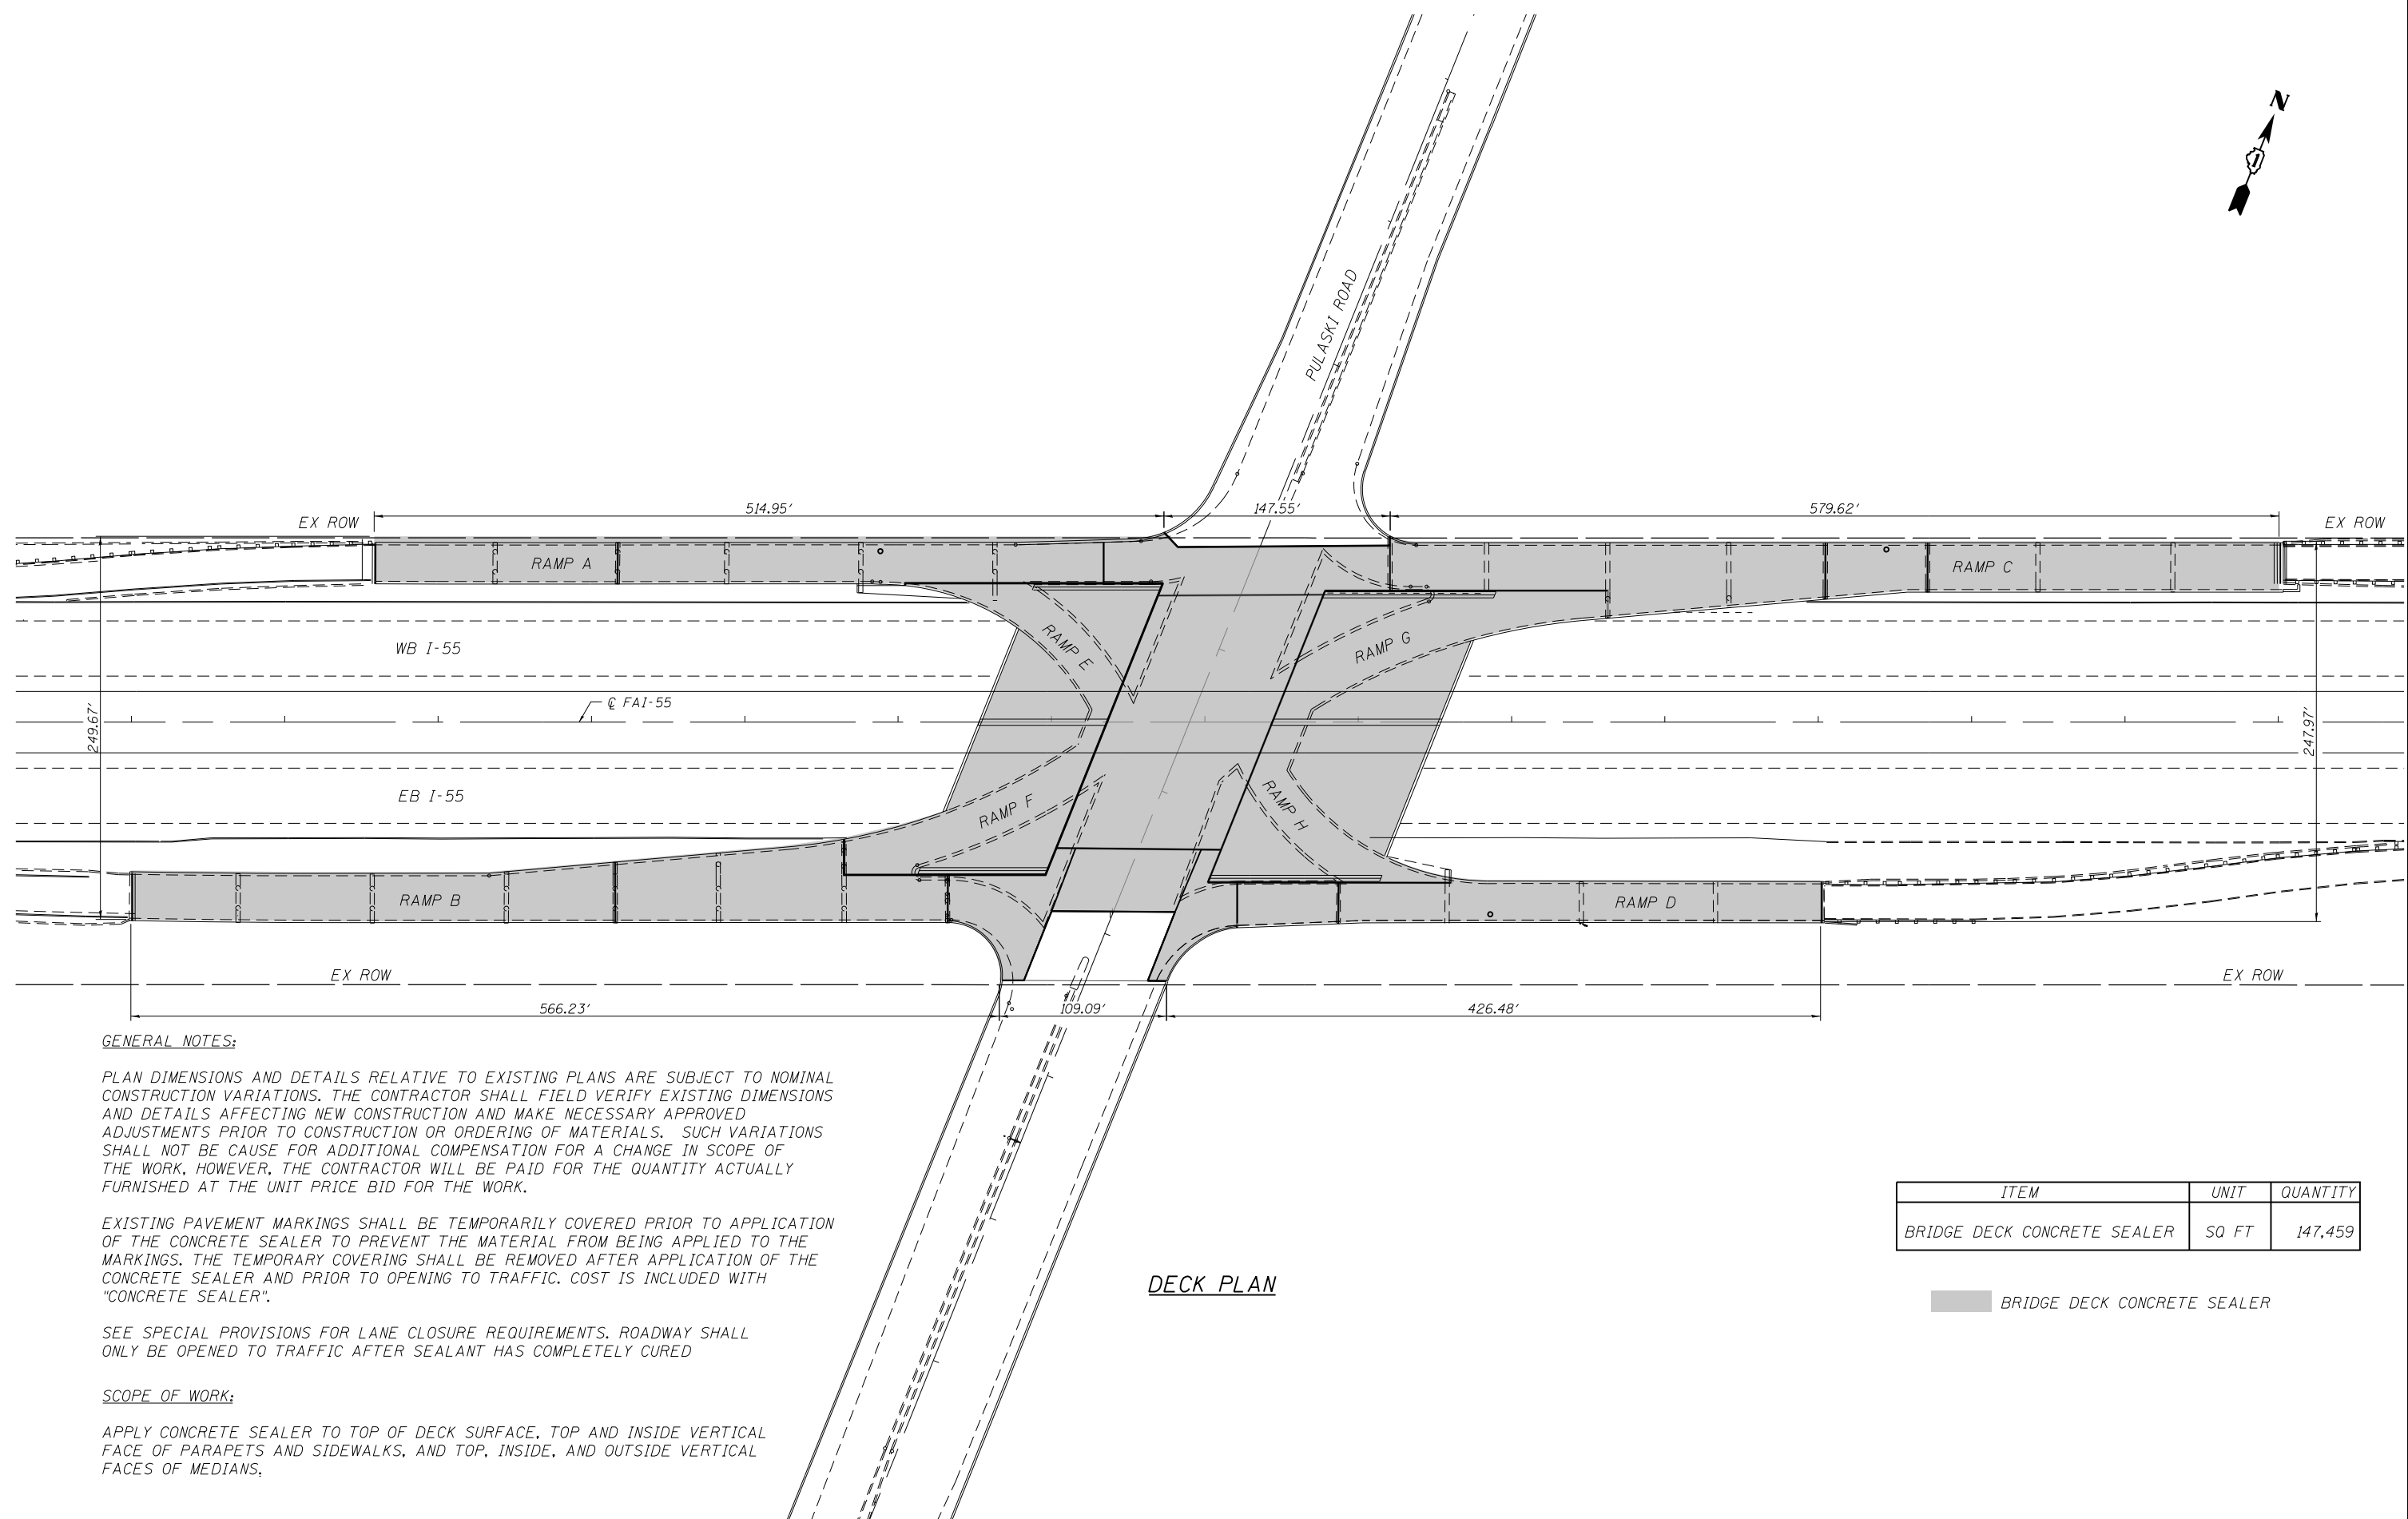 N
PULASKI ROAD
514.95'
147.55'
579.62'
EX ROW
EX ROW
RAMP A
RAMP C
RAMP E
RAMP G
WB I-55
℄ FAI-55
249.67'
247.97'
EB I-55
RAMP F
RAMP H
RAMP B
RAMP D
EX ROW
EX ROW
566.23'
109.09'
426.48'
GENERAL NOTES:
PLAN DIMENSIONS AND DETAILS RELATIVE TO EXISTING PLANS ARE SUBJECT TO NOMINAL
CONSTRUCTION VARIATIONS. THE CONTRACTOR SHALL FIELD VERIFY EXISTING DIMENSIONS
AND DETAILS AFFECTING NEW CONSTRUCTION AND MAKE NECESSARY APPROVED
ADJUSTMENTS PRIOR TO CONSTRUCTION OR ORDERING OF MATERIALS. SUCH VARIATIONS
SHALL NOT BE CAUSE FOR ADDITIONAL COMPENSATION FOR A CHANGE IN SCOPE OF
THE WORK, HOWEVER, THE CONTRACTOR WILL BE PAID FOR THE QUANTITY ACTUALLY
FURNISHED AT THE UNIT PRICE BID FOR THE WORK.
EXISTING PAVEMENT MARKINGS SHALL BE TEMPORARILY COVERED PRIOR TO APPLICATION
OF THE CONCRETE SEALER TO PREVENT THE MATERIAL FROM BEING APPLIED TO THE
MARKINGS. THE TEMPORARY COVERING SHALL BE REMOVED AFTER APPLICATION OF THE
CONCRETE SEALER AND PRIOR TO OPENING TO TRAFFIC. COST IS INCLUDED WITH
"CONCRETE SEALER".
SEE SPECIAL PROVISIONS FOR LANE CLOSURE REQUIREMENTS. ROADWAY SHALL
ONLY BE OPENED TO TRAFFIC AFTER SEALANT HAS COMPLETELY CURED
SCOPE OF WORK:
APPLY CONCRETE SEALER TO TOP OF DECK SURFACE, TOP AND INSIDE VERTICAL
FACE OF PARAPETS AND SIDEWALKS, AND TOP, INSIDE, AND OUTSIDE VERTICAL
FACES OF MEDIANS.
DECK PLAN
ITEM UNIT QUANTITY
BRIDGE DECK CONCRETE SEALER SQ FT 147,459
BRIDGE DECK CONCRETE SEALER